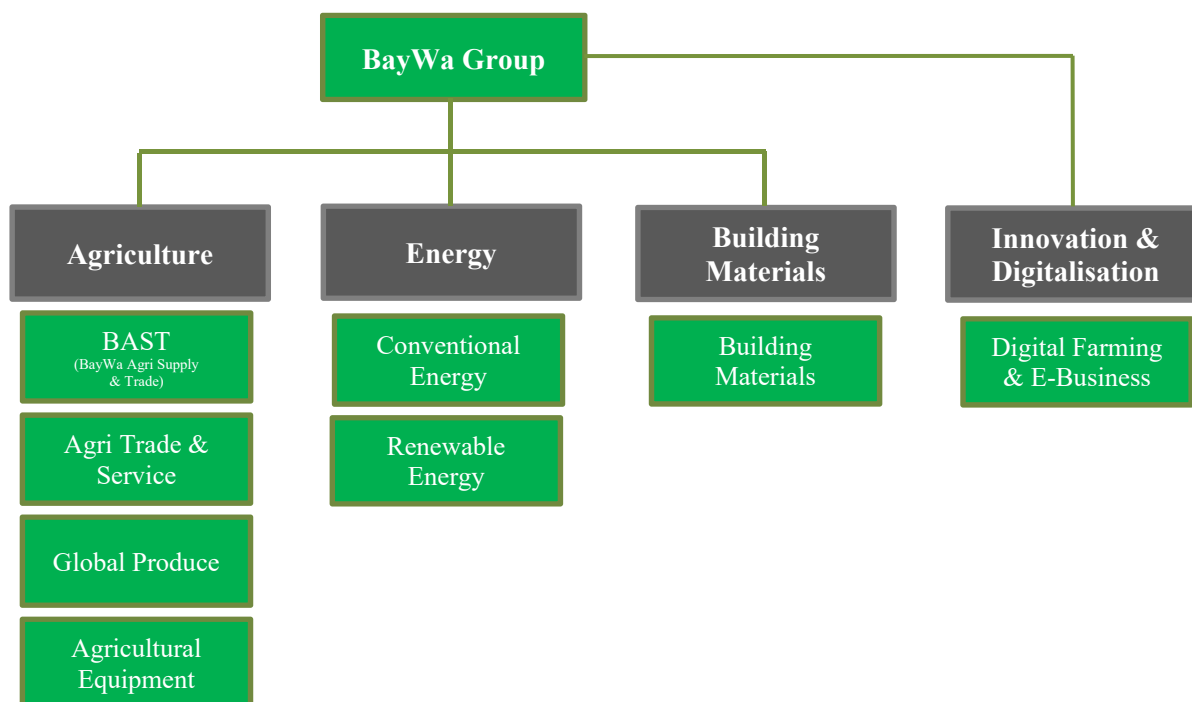 BayWa Group
Agriculture
Energy
Building
Materials
Innovation &
Digitalisation
BAST
(BayWa Agri Supply
& Trade)
Agri Trade &
Service
Global Produce
Agricultural
Equipment
Conventional
Energy
Renewable
Energy
Building
Materials
Digital Farming
& E-Business